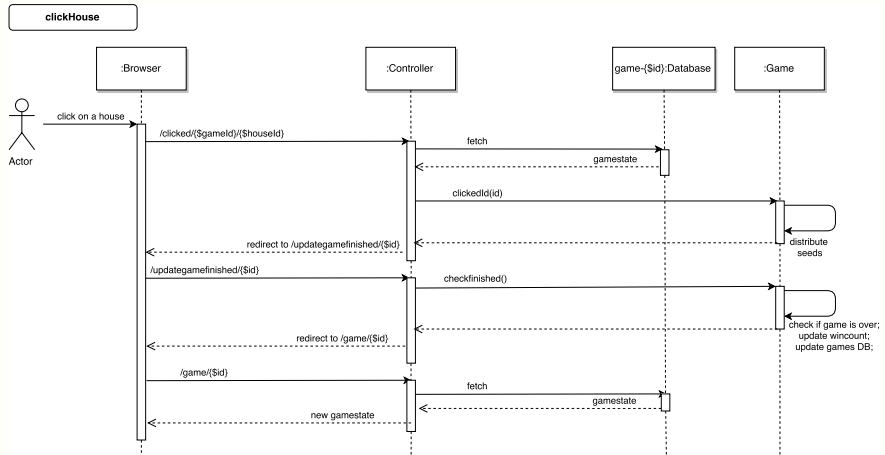 clickHouse
:Browser
:Controller
game-{$id}:Database
:Game
click on a house
Actor
/clicked/{$gameId}/{$houseId}
fetch
gamestate
clickedId(id)
distribute
seeds
redirect to /updategamefinished/{$id}
/updategamefinished/{$id}
checkfinished()
check if game is over;
update wincount;
update games DB;
redirect to /game/{$id}
/game/{$id}
fetch
gamestate
new gamestate